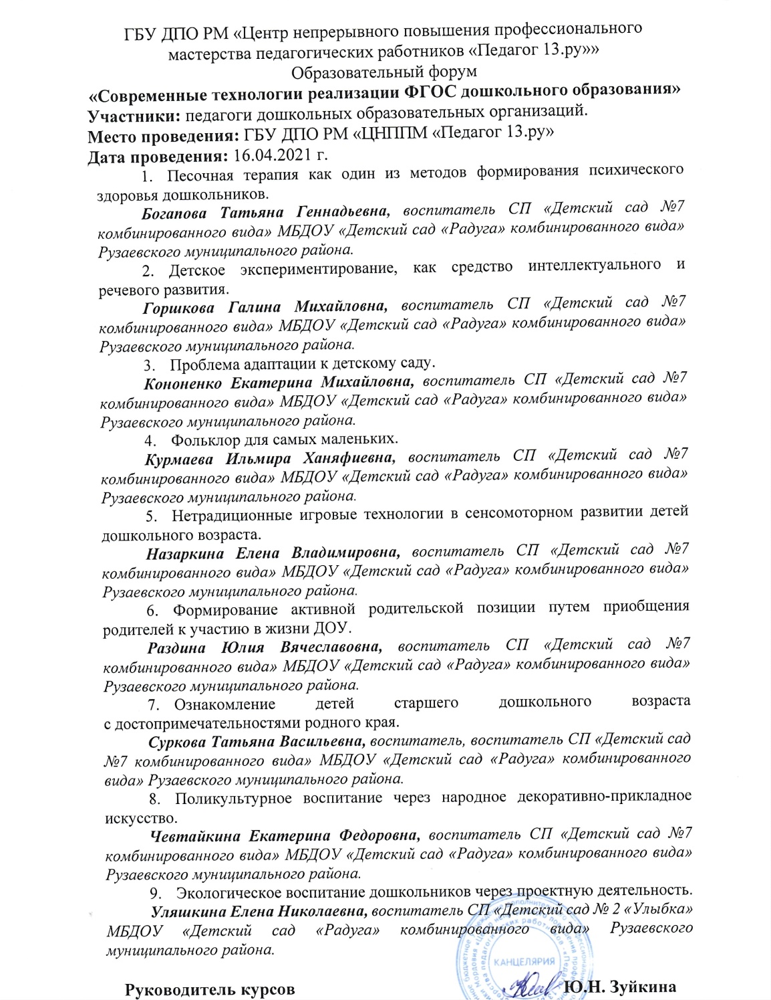 ГБУ ДПО РМ «Центр непрерывного повышения профессионального
мастерства педагогических работников «Педагог 13.ру»»
Образовательный форум
«Современные технологии реализации ФГОС дошкольного образования»
Участники: педагоги дошкольных образовательных организаций.
Место проведения: ГБУ ДПО РМ «ЦНППМ «Педагог 13.ру»
Дата проведения: 16.04.2021 г.
1. Песочная терапия как один из методов формирования психического
здоровья дошкольников.
Богапова Татьяна Геннадьевна, воспитатель СП «Детский сад №7
комбинированного вида» МБДОУ «Детский сад «Радуга» комбинированного вида»
Рузаевского муниципального района.
2. Детское экспериментирование, как средство интеллектуального и
речевого развития.
Горшкова Галина Михайловна, воспитатель СП «Детский сад №7
комбинированного вида» МБДОУ «Детский сад «Радуга» комбинированного вида»
Рузаевского муниципального района.
3. Проблема адаптации к детскому саду.
Кононенко Екатерина Михайловна, воспитатель СП «Детский сад №7
комбинированного вида» МБДОУ «Детский сад «Радуга» комбинированного вида»
Рузаевского муниципального района.
4. Фольклор для самых маленьких.
Курмаева Ильмира Ханяфиевна, воспитатель СП «Детский сад №7
комбинированного вида» МБДОУ «Детский сад «Радуга» комбинированного вида»
Рузаевского муниципального района.
5. Нетрадиционные игровые технологии в сенсомоторном развитии детей
дошкольного возраста.
Назаркина Елена Владимировна, воспитатель СП «Детский сад №7
комбинированного вида» МБДОУ «Детский сад «Радуга» комбинированного вида»
Рузаевского муниципального района.
6. Формирование активной родительской позиции путем приобщения
родителей к участию в жизни ДОУ.
Раздина Юлия Вячеславовна, воспитатель СП «Детский сад №7
комбинированного вида» МБДОУ «Детский сад «Радуга» комбинированного вида»
Рузаевского муниципального района.
7. Ознакомление детей старшего дошкольного возраста
с достопримечательностями родного края.
Суркова Татьяна Васильевна, воспитатель, воспитатель СП «Детский сад
№7 комбинированного вида» МБДОУ «Детский сад «Радуга» комбинированного
вида» Рузаевского муниципального района.
8. Поликультурное воспитание через народное декоративно-прикладное
искусство.
Чевтайкина Екатерина Федоровна, воспитатель СП «Детский сад №7
комбинированного вида» МБДОУ «Детский сад «Радуга» комбинированного вида»
Рузаевского муниципального района.
9. Экологическое воспитание дошкольников через проектную деятельность.
Уляшкина Елена Николаевна, воспитатель СП «Детский сад № 2 «Улыбка»
МБДОУ «Детский сад «Радуга» комбинированного вида» Рузаевского
муниципального района.
КАНЦЕЛЯРИЯ
Руководитель курсов Ю.Н. Зуйкина